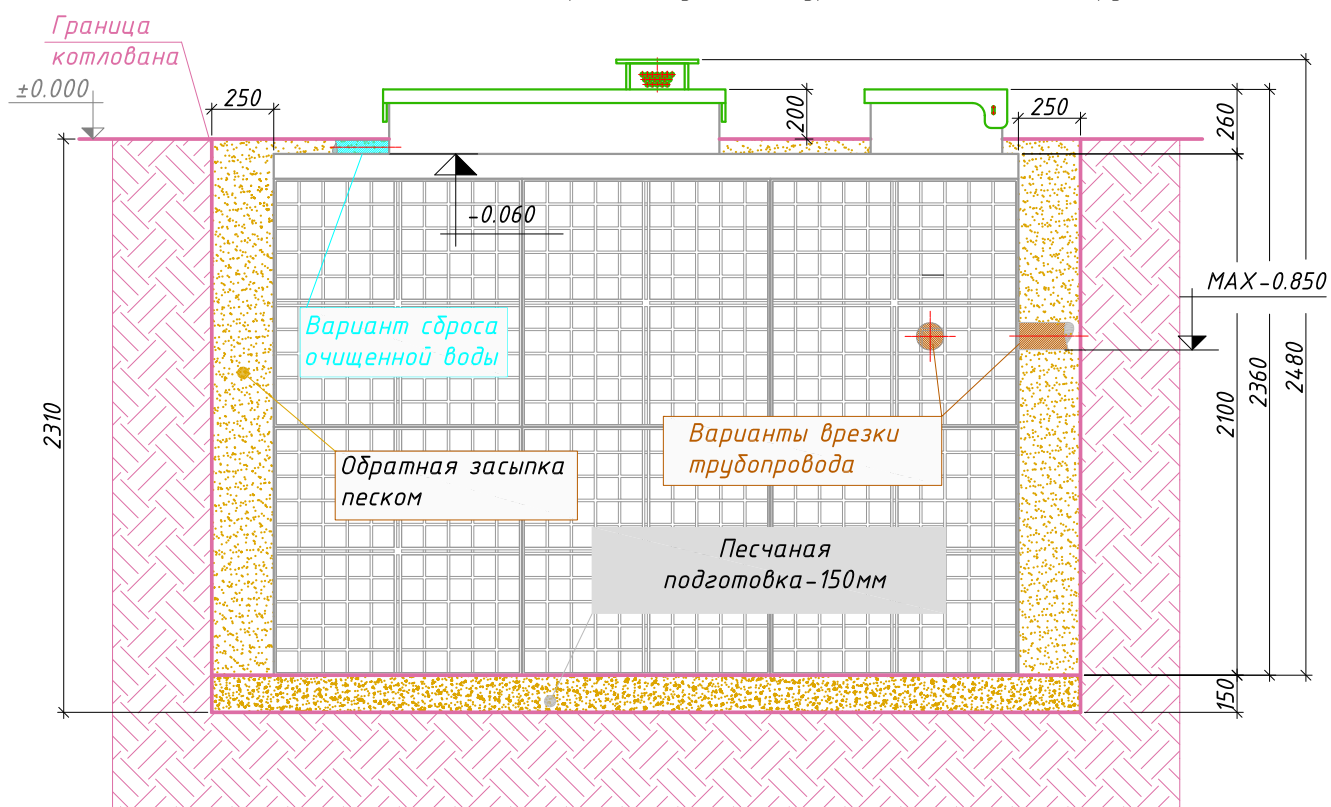 Граница
котлована
±0.000
250
200
250
260
-0.060
MAX-0.850
Вариант сброса
очищенной воды
2310
2100
2360
2480
Варианты врезки
трубопровода
Обратная засыпка
песком
Песчаная
подготовка-150мм
150